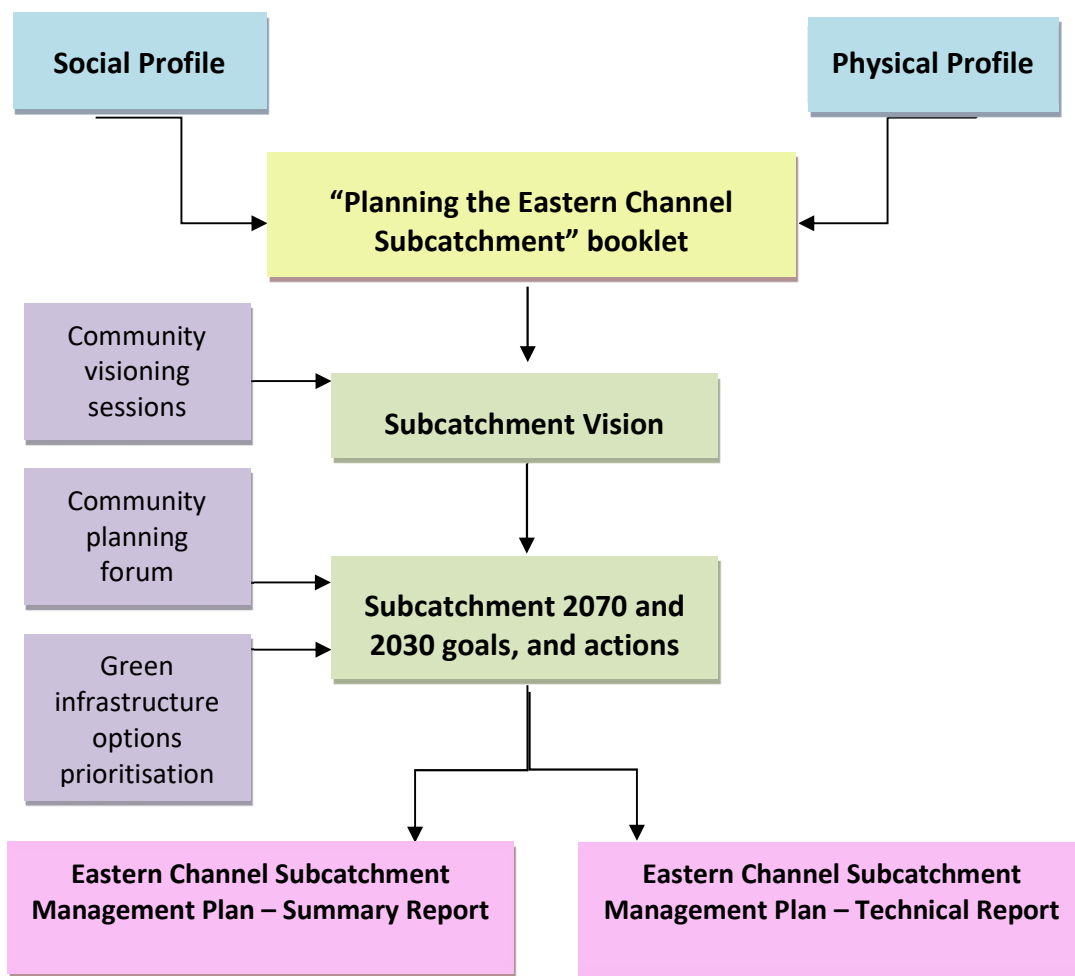 Social Profile
Physical Profile
“Planning the Eastern Channel
Subcatchment” booklet
Community
visioning
sessions
Subcatchment Vision
Community
planning
forum
Subcatchment 2070 and
2030 goals, and actions
Green
infrastructure
options
prioritisation
Eastern Channel Subcatchment
Management Plan – Summary Report
Eastern Channel Subcatchment
Management Plan – Technical Report